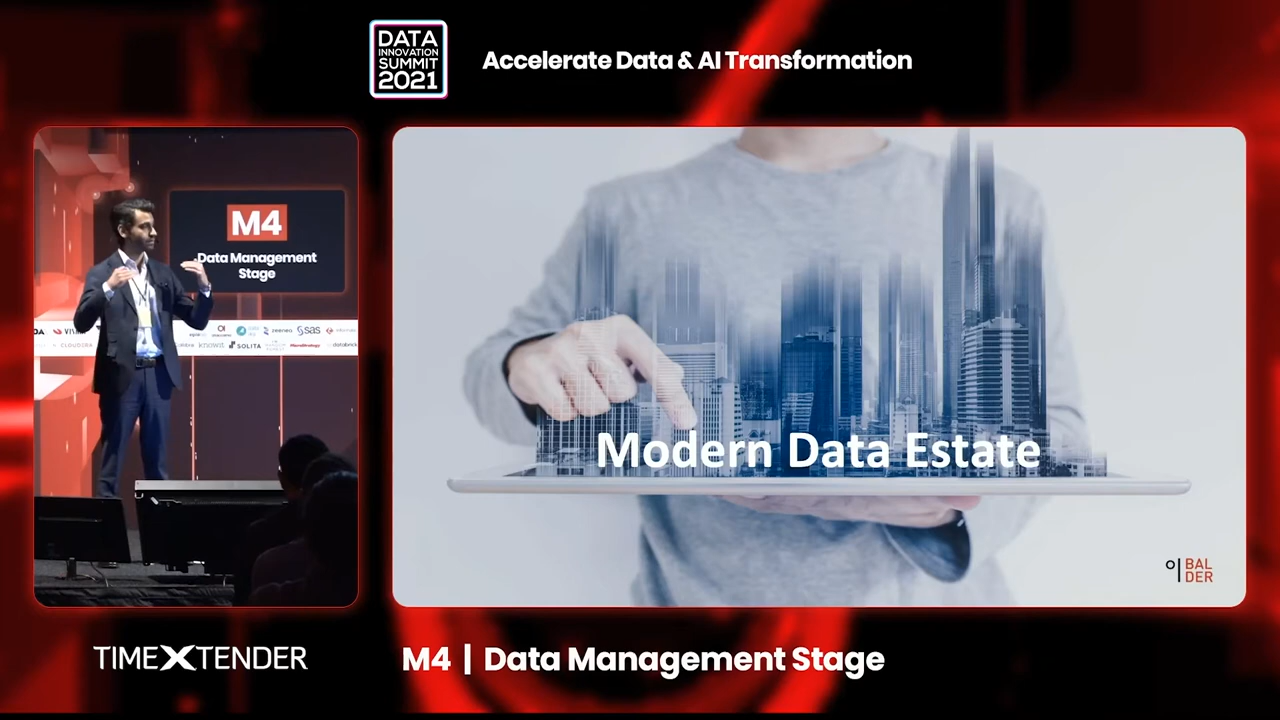 DATA
INNOVATION
SUMMIT
2021
Accelerate Data & AI Transformation
M4
Data Management
Stage
sas
CLOUDERA
SOLITA
Modern Data Estate
BAL
DER
TIMEXTENDER
M4 | Data Management Stage